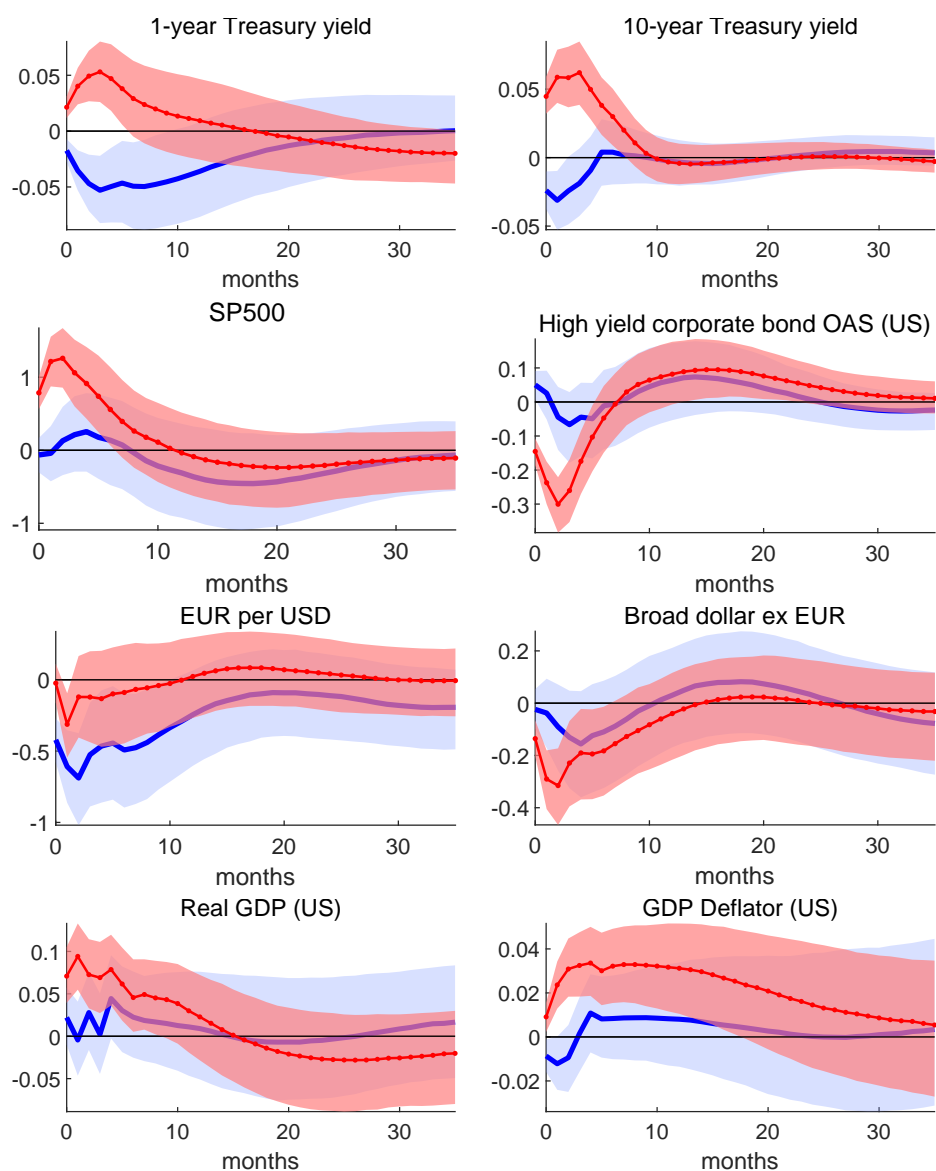 1-year Treasury yield
0.05
0
-0.05
0 10 20 30
months
10-year Treasury yield
0.05
0
-0.05
0 10 20 30
months
SP500
1
0
-1
0 10 20 30
months
High yield corporate bond OAS (US)
0.1
0
-0.1
-0.2
-0.3
0 10 20 30
months
EUR per USD
0
-0.5
-1
0 10 20 30
months
Broad dollar ex EUR
0.2
0
-0.2
-0.4
0 10 20 30
months
Real GDP (US)
0.1
0.05
0
-0.05
0 10 20 30
months
GDP Deflator (US)
0.04
0.02
0
-0.02
0 10 20 30
months